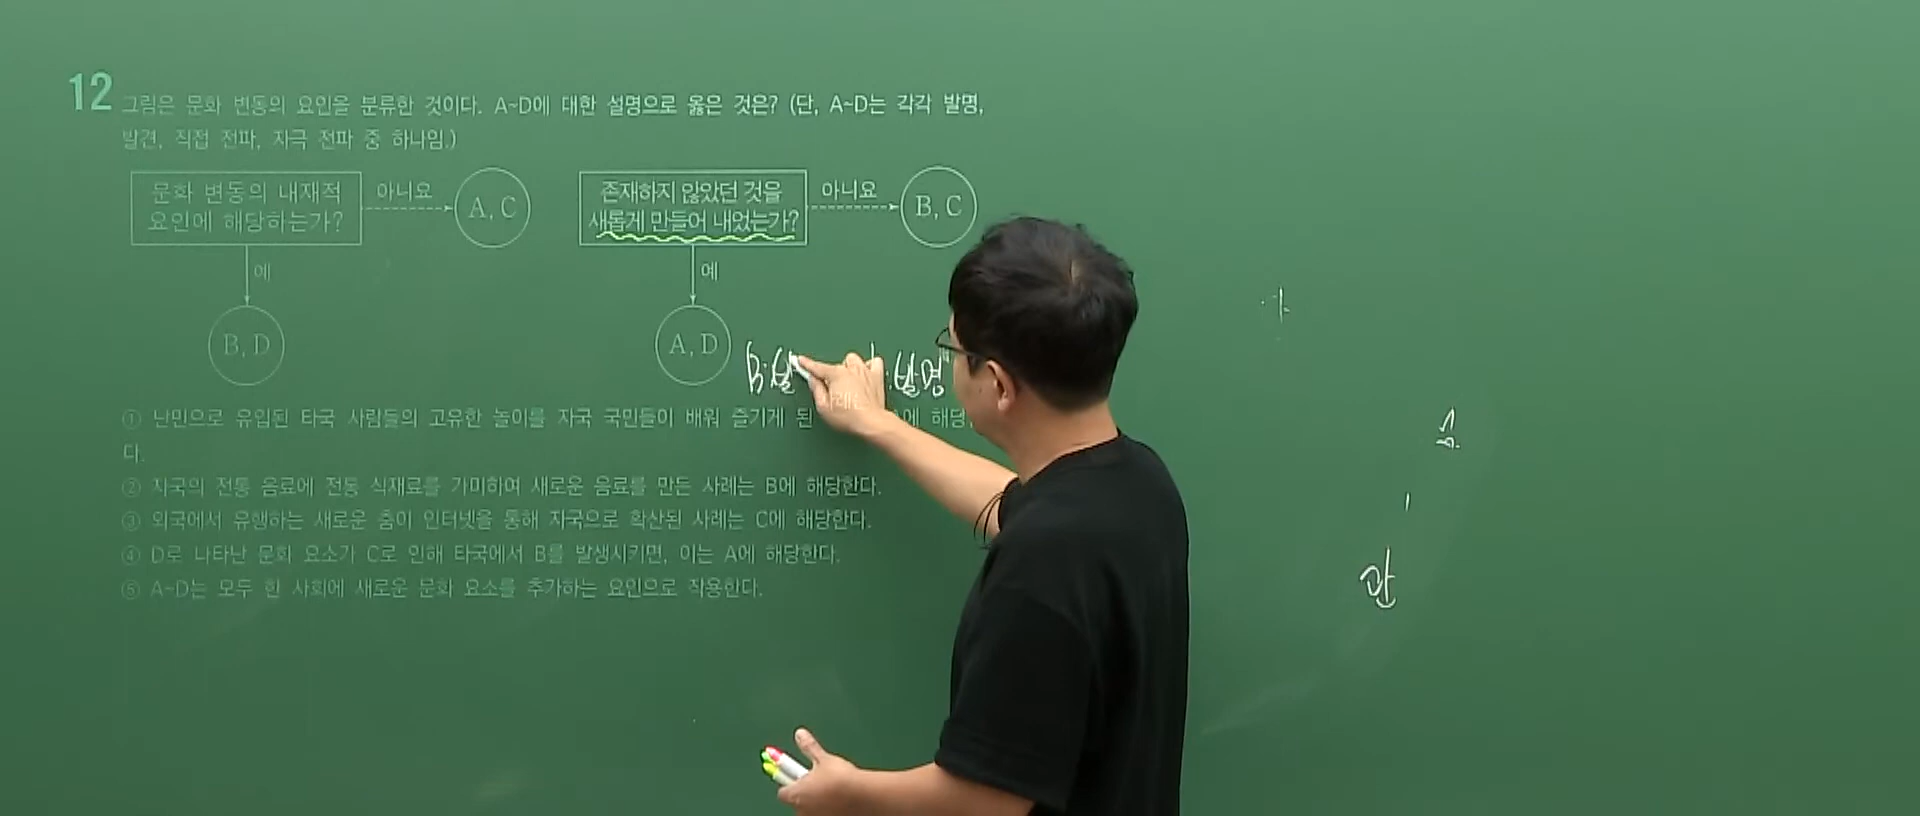 12 그림은 문화 변동의 요인을 분류한 것이다. A~D에 대한 설명으로 옳은 것은? (단, A~D는 각각 발명,
발견, 직접 전파, 자극 전파 중 하나임.)
문화 변동의 내재적
요인에 해당하는가?
아니요
A, C
예
B, D
존재하지 않았던 것을
새롭게 만들어 내었는가?
아니요
B, C
예
A, D
B:발
:발명
① 난민으로 유입된 타국 사람들의 고유한 놀이를 자국 국민들이 배워 즐기게 된 사례는 에 해당
다.
② 자국의 전통 음료에 전통 식재료를 가미하여 새로운 음료를 만든 사례는 B에 해당한다.
③ 외국에서 유행하는 새로운 춤이 인터넷을 통해 자국으로 확산된 사례는 C에 해당한다.
④ D로 나타난 문화 요소가 C로 인해 타국에서 B를 발생시키면, 이는 A에 해당한다.
⑤ A~D는 모두 한 사회에 새로운 문화 요소를 추가하는 요인으로 작용한다.